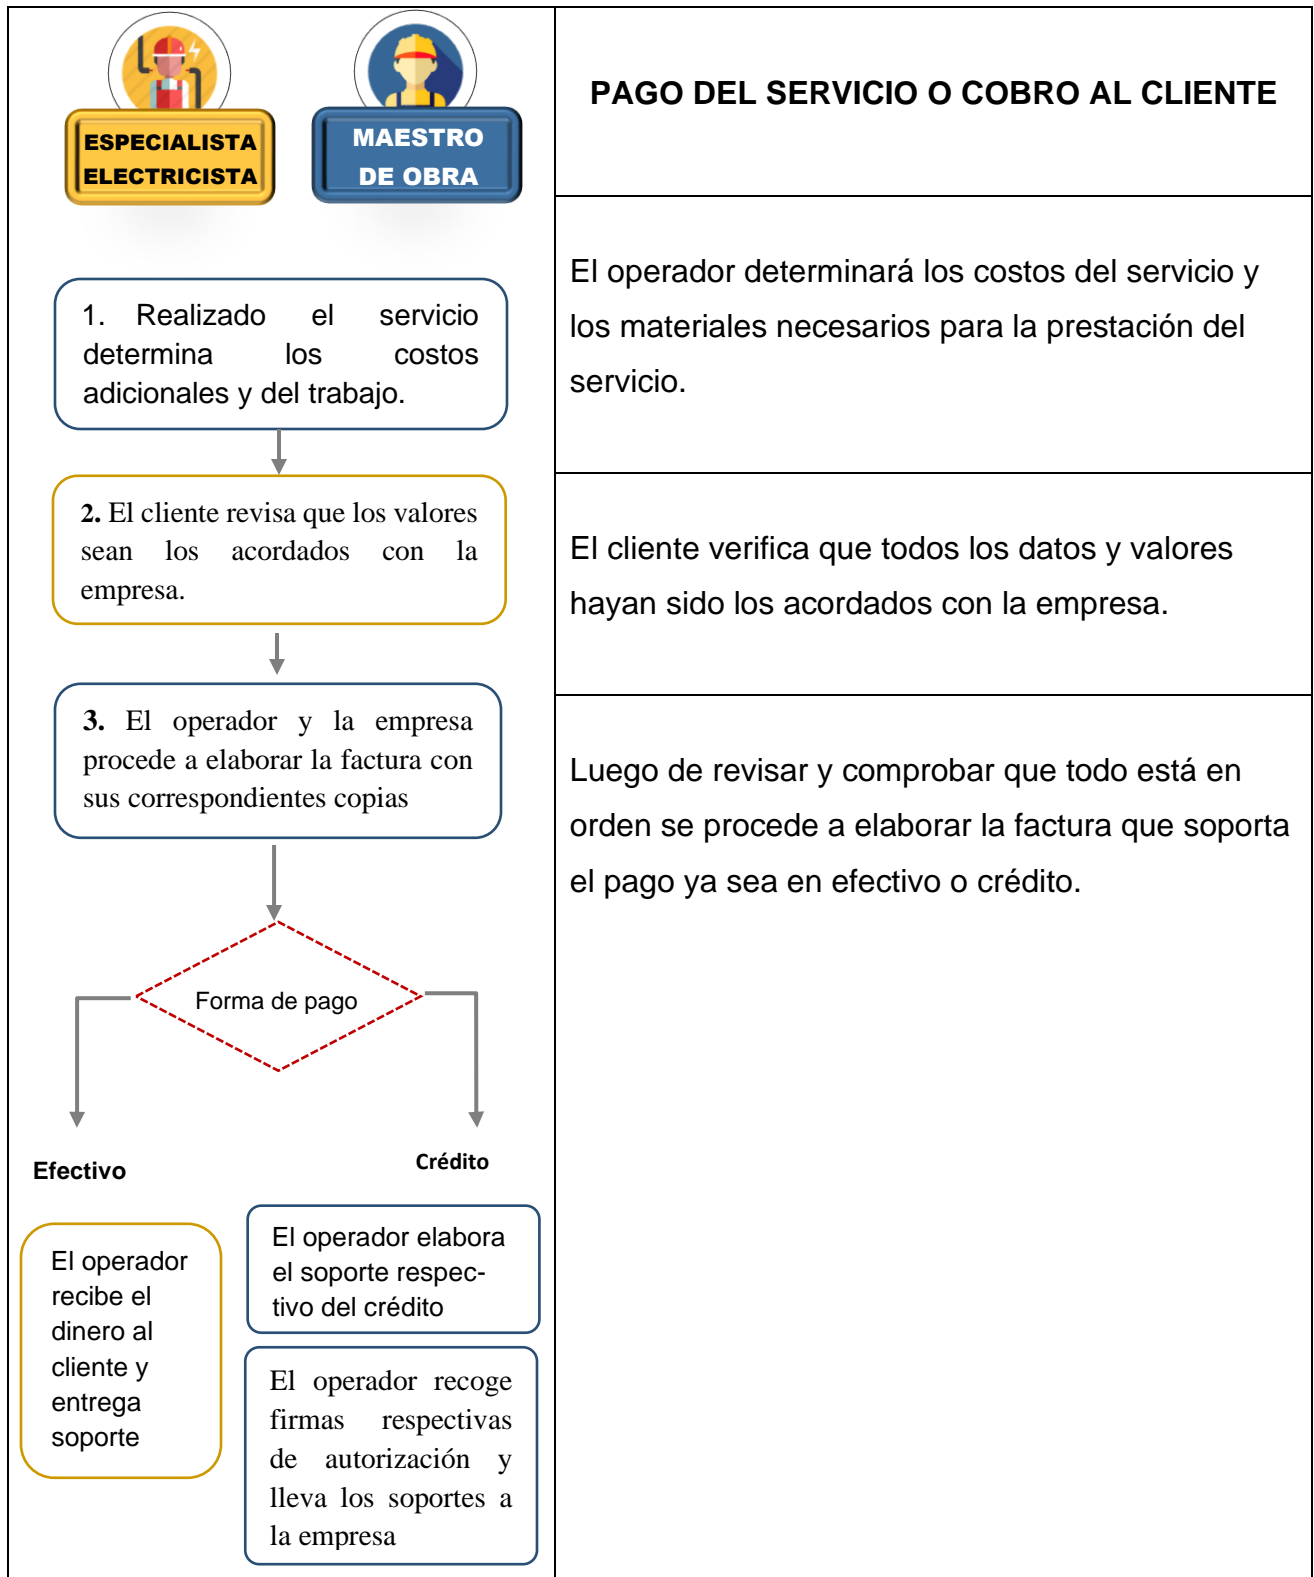 ESPECIALISTA
ELECTRICISTA
MAESTRO
DE OBRA
PAGO DEL SERVICIO O COBRO AL CLIENTE
1. Realizado el servicio
determina los costos
adicionales y del trabajo.
El operador determinará los costos del servicio y
los materiales necesarios para la prestación del
servicio.
2. El cliente revisa que los valores
sean los acordados con la
empresa.
El cliente verifica que todos los datos y valores
hayan sido los acordados con la empresa.
3. El operador y la empresa
procede a elaborar la factura con
sus correspondientes copias
Luego de revisar y comprobar que todo está en
orden se procede a elaborar la factura que soporta
el pago ya sea en efectivo o crédito.
Forma de pago
Efectivo
Crédito
El operador
recibe el
dinero al
cliente y
entrega
soporte
El operador elabora
el soporte respec-
tivo del crédito
El operador recoge
firmas respectivas
de autorización y
lleva los soportes a
la empresa